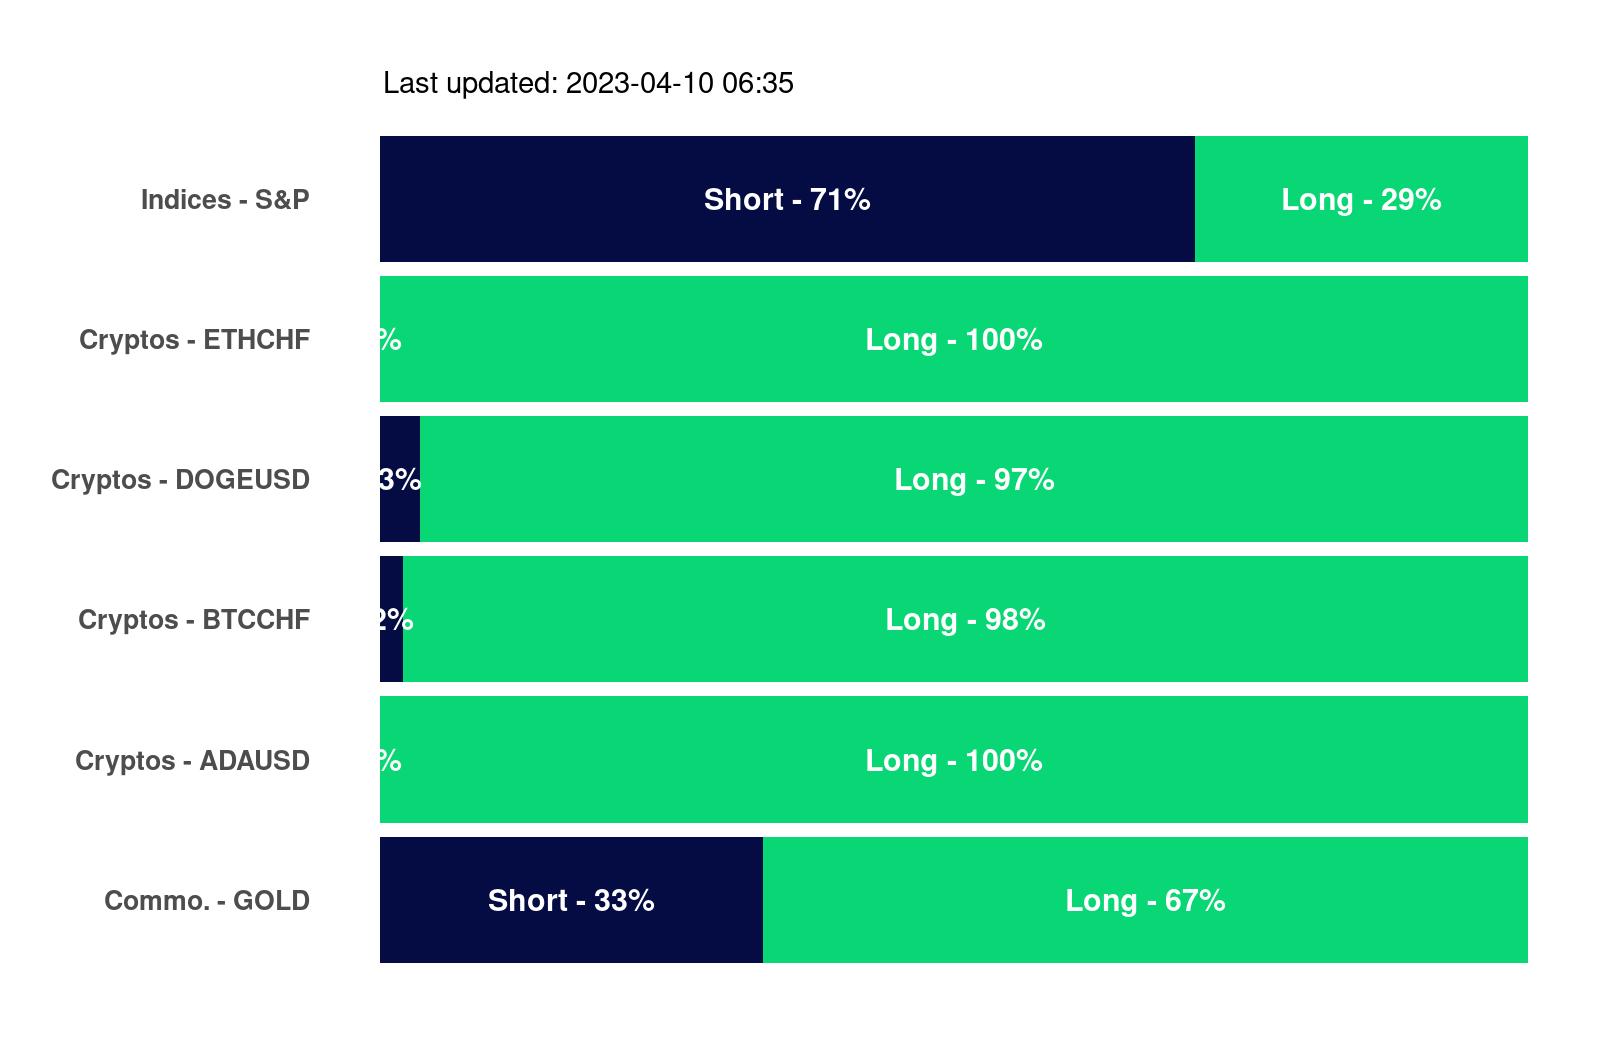 Last updated: 2023-04-10 06:35
Indices - S&P Short - 71% Long - 29%
Cryptos - ETHCHF % Long - 100%
Cryptos - DOGEUSD 3% Long - 97%
Cryptos - BTCCHF 2% Long - 98%
Cryptos - ADAUSD % Long - 100%
Commo. - GOLD Short - 33% Long - 67%